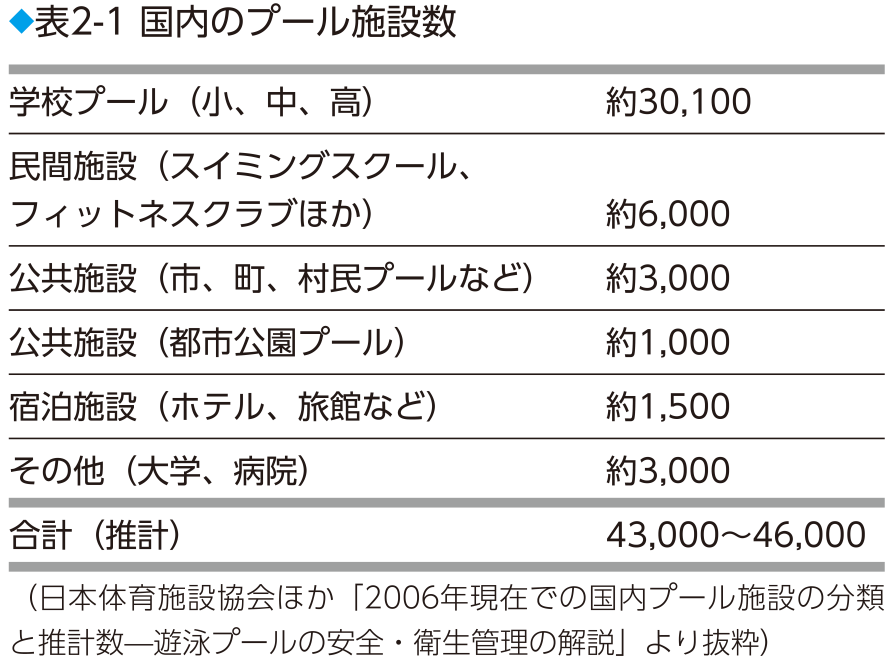 ◆表2-1 国内のプール施設数
学校プール（小、中、高） 約30,100
民間施設（スイミングスクール、
フィットネスクラブほか） 約6,000
公共施設（市、町、村民プールなど） 約3,000
公共施設（都市公園プール） 約1,000
宿泊施設（ホテル、旅館など） 約1,500
その他（大学、病院） 約3,000
合計（推計） 43,000〜46,000
（日本体育施設協会ほか「2006年現在での国内プール施設の分類
と推計数―遊泳プールの安全・衛生管理の解説」より抜粋）